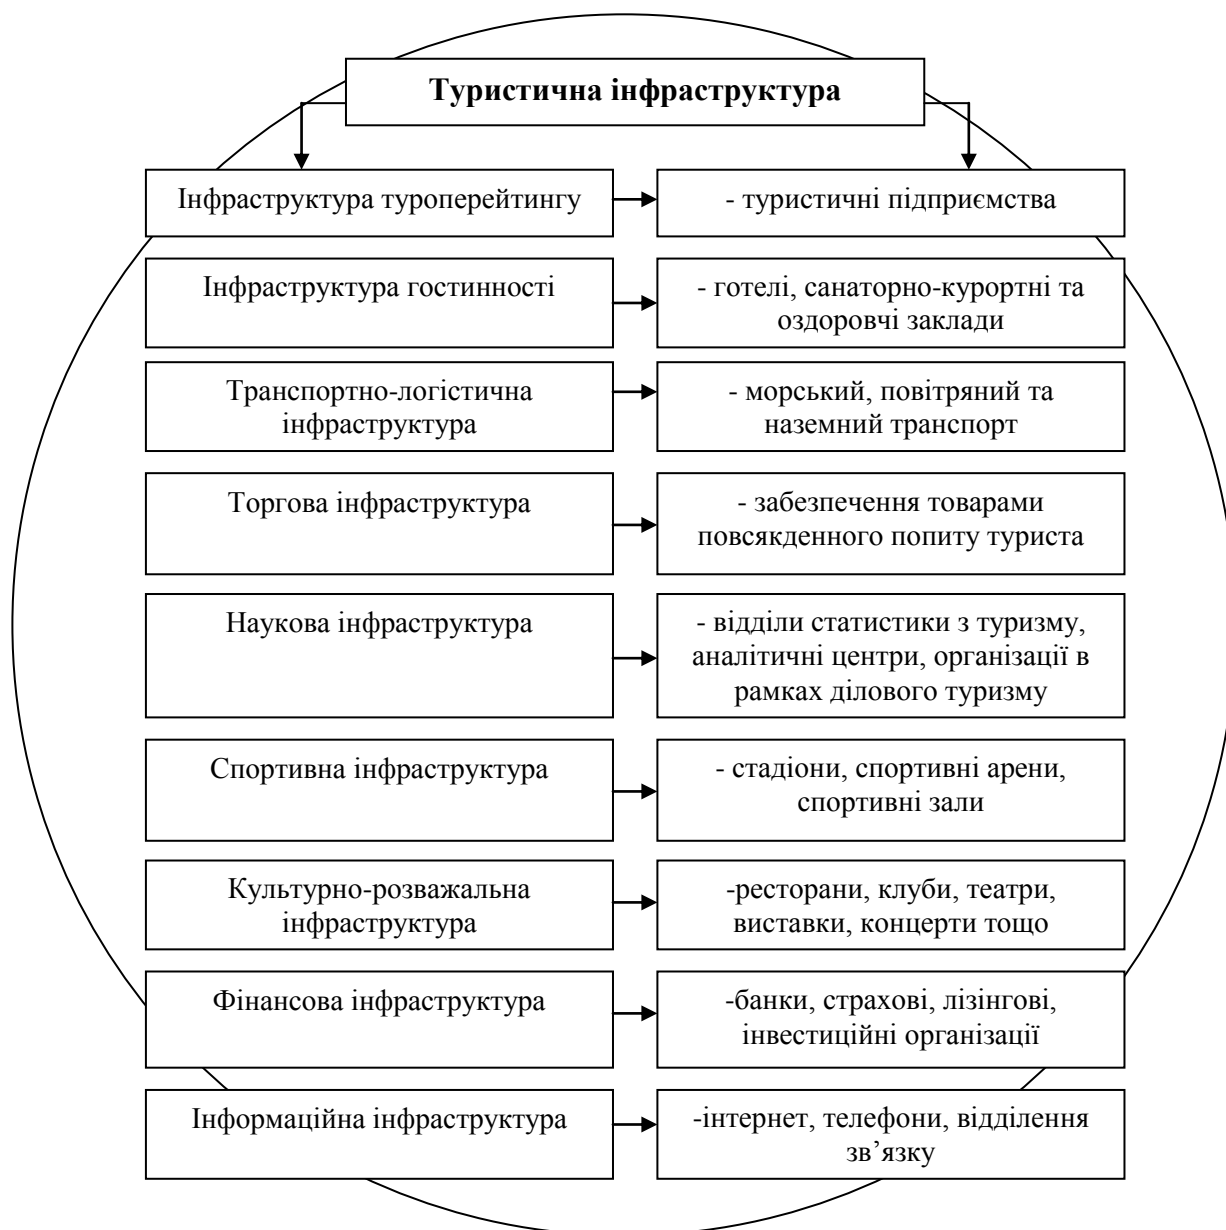 Туристична інфраструктура
Інфраструктура туроперейтингу
- туристичні підприємства
Інфраструктура гостинності
- готелі, санаторно-курортні та
оздоровчі заклади
Транспортно-логістична
інфраструктура
- морський, повітряний та
наземний транспорт
Торгова інфраструктура
- забезпечення товарами
повсякденного попиту туриста
Наукова інфраструктура
- відділи статистики з туризму,
аналітичні центри, організації в
рамках ділового туризму
Спортивна інфраструктура
- стадіони, спортивні арени,
спортивні зали
Культурно-розважальна
інфраструктура
-ресторани, клуби, театри,
виставки, концерти тощо
Фінансова інфраструктура
-банки, страхові, лізінгові,
інвестиційні організації
Інформаційна інфраструктура
-інтернет, телефони, відділення
зв’язку